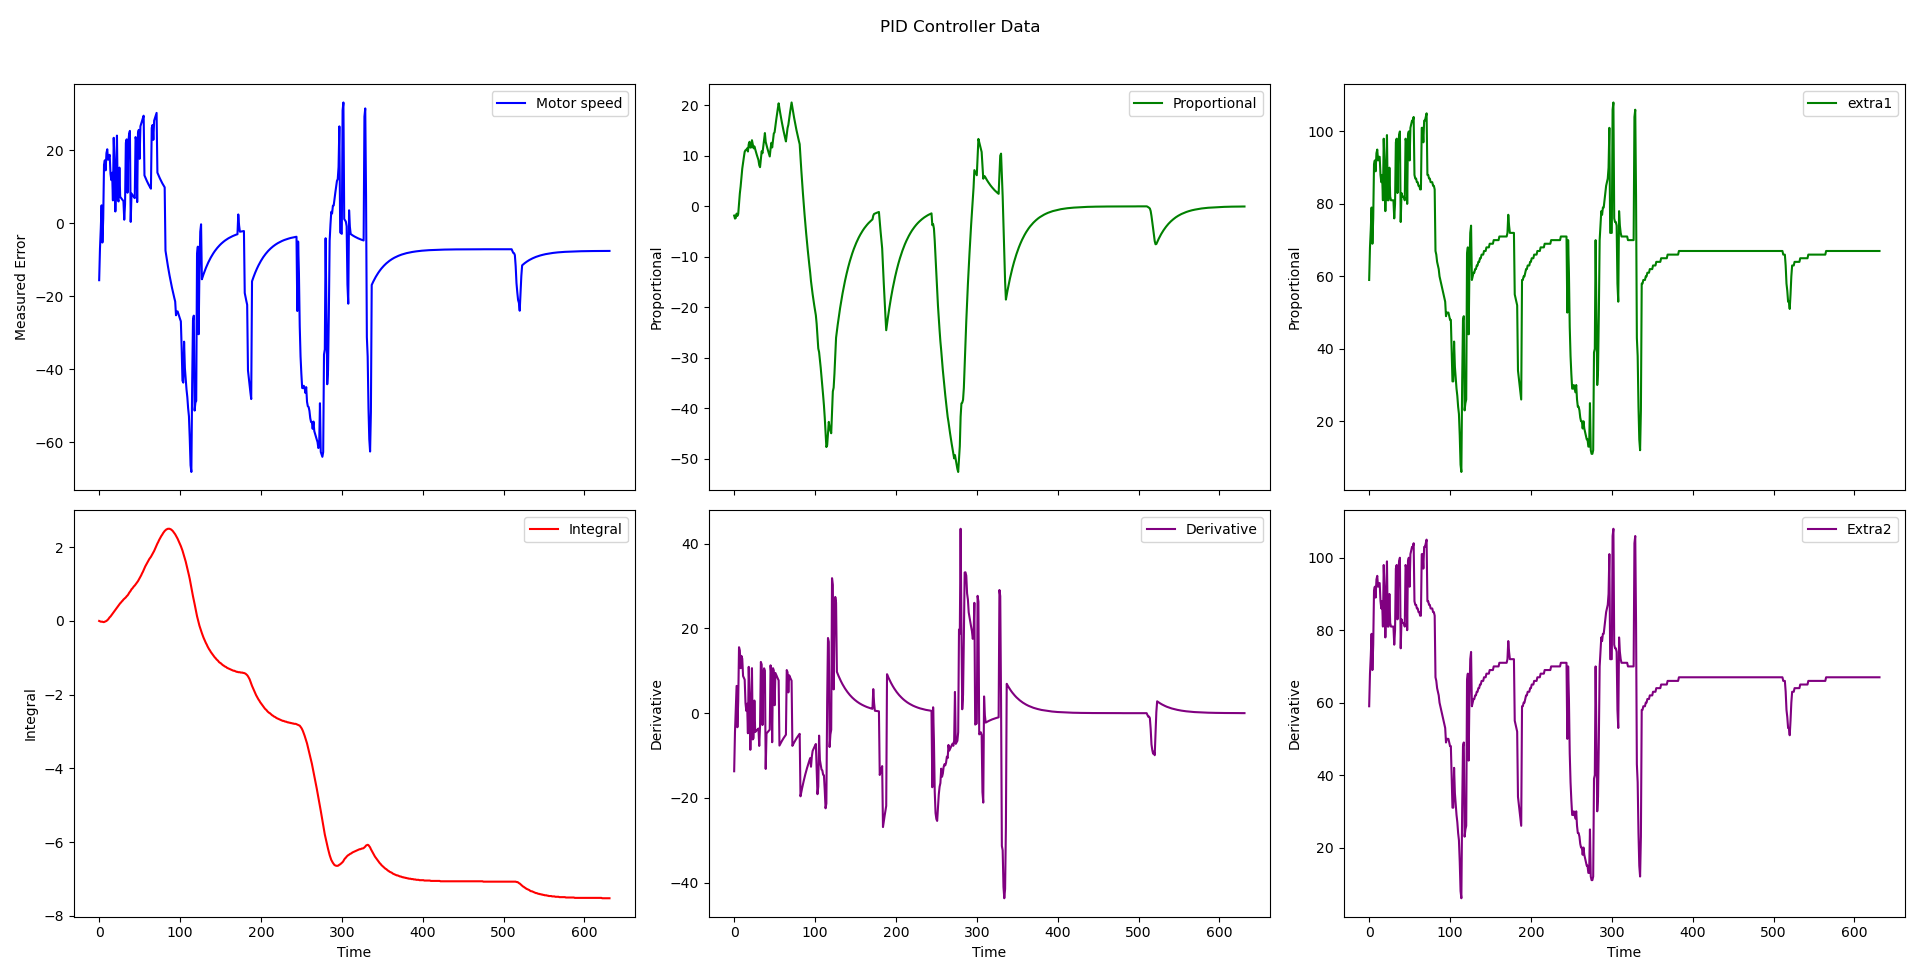 PID Controller Data
Measured Error
20
0
−20
−40
−60
Motor speed
Proportional
20
10
0
−10
−20
−30
−40
−50
Proportional
Proportional
100
80
60
40
20
extra1
Integral
2
0
−2
−4
−6
−8
Integral
0 100 200 300 400 500 600
Time
Derivative
40
20
0
−20
−40
Derivative
0 100 200 300 400 500 600
Time
Derivative
100
80
60
40
20
Extra2
0 100 200 300 400 500 600
Time